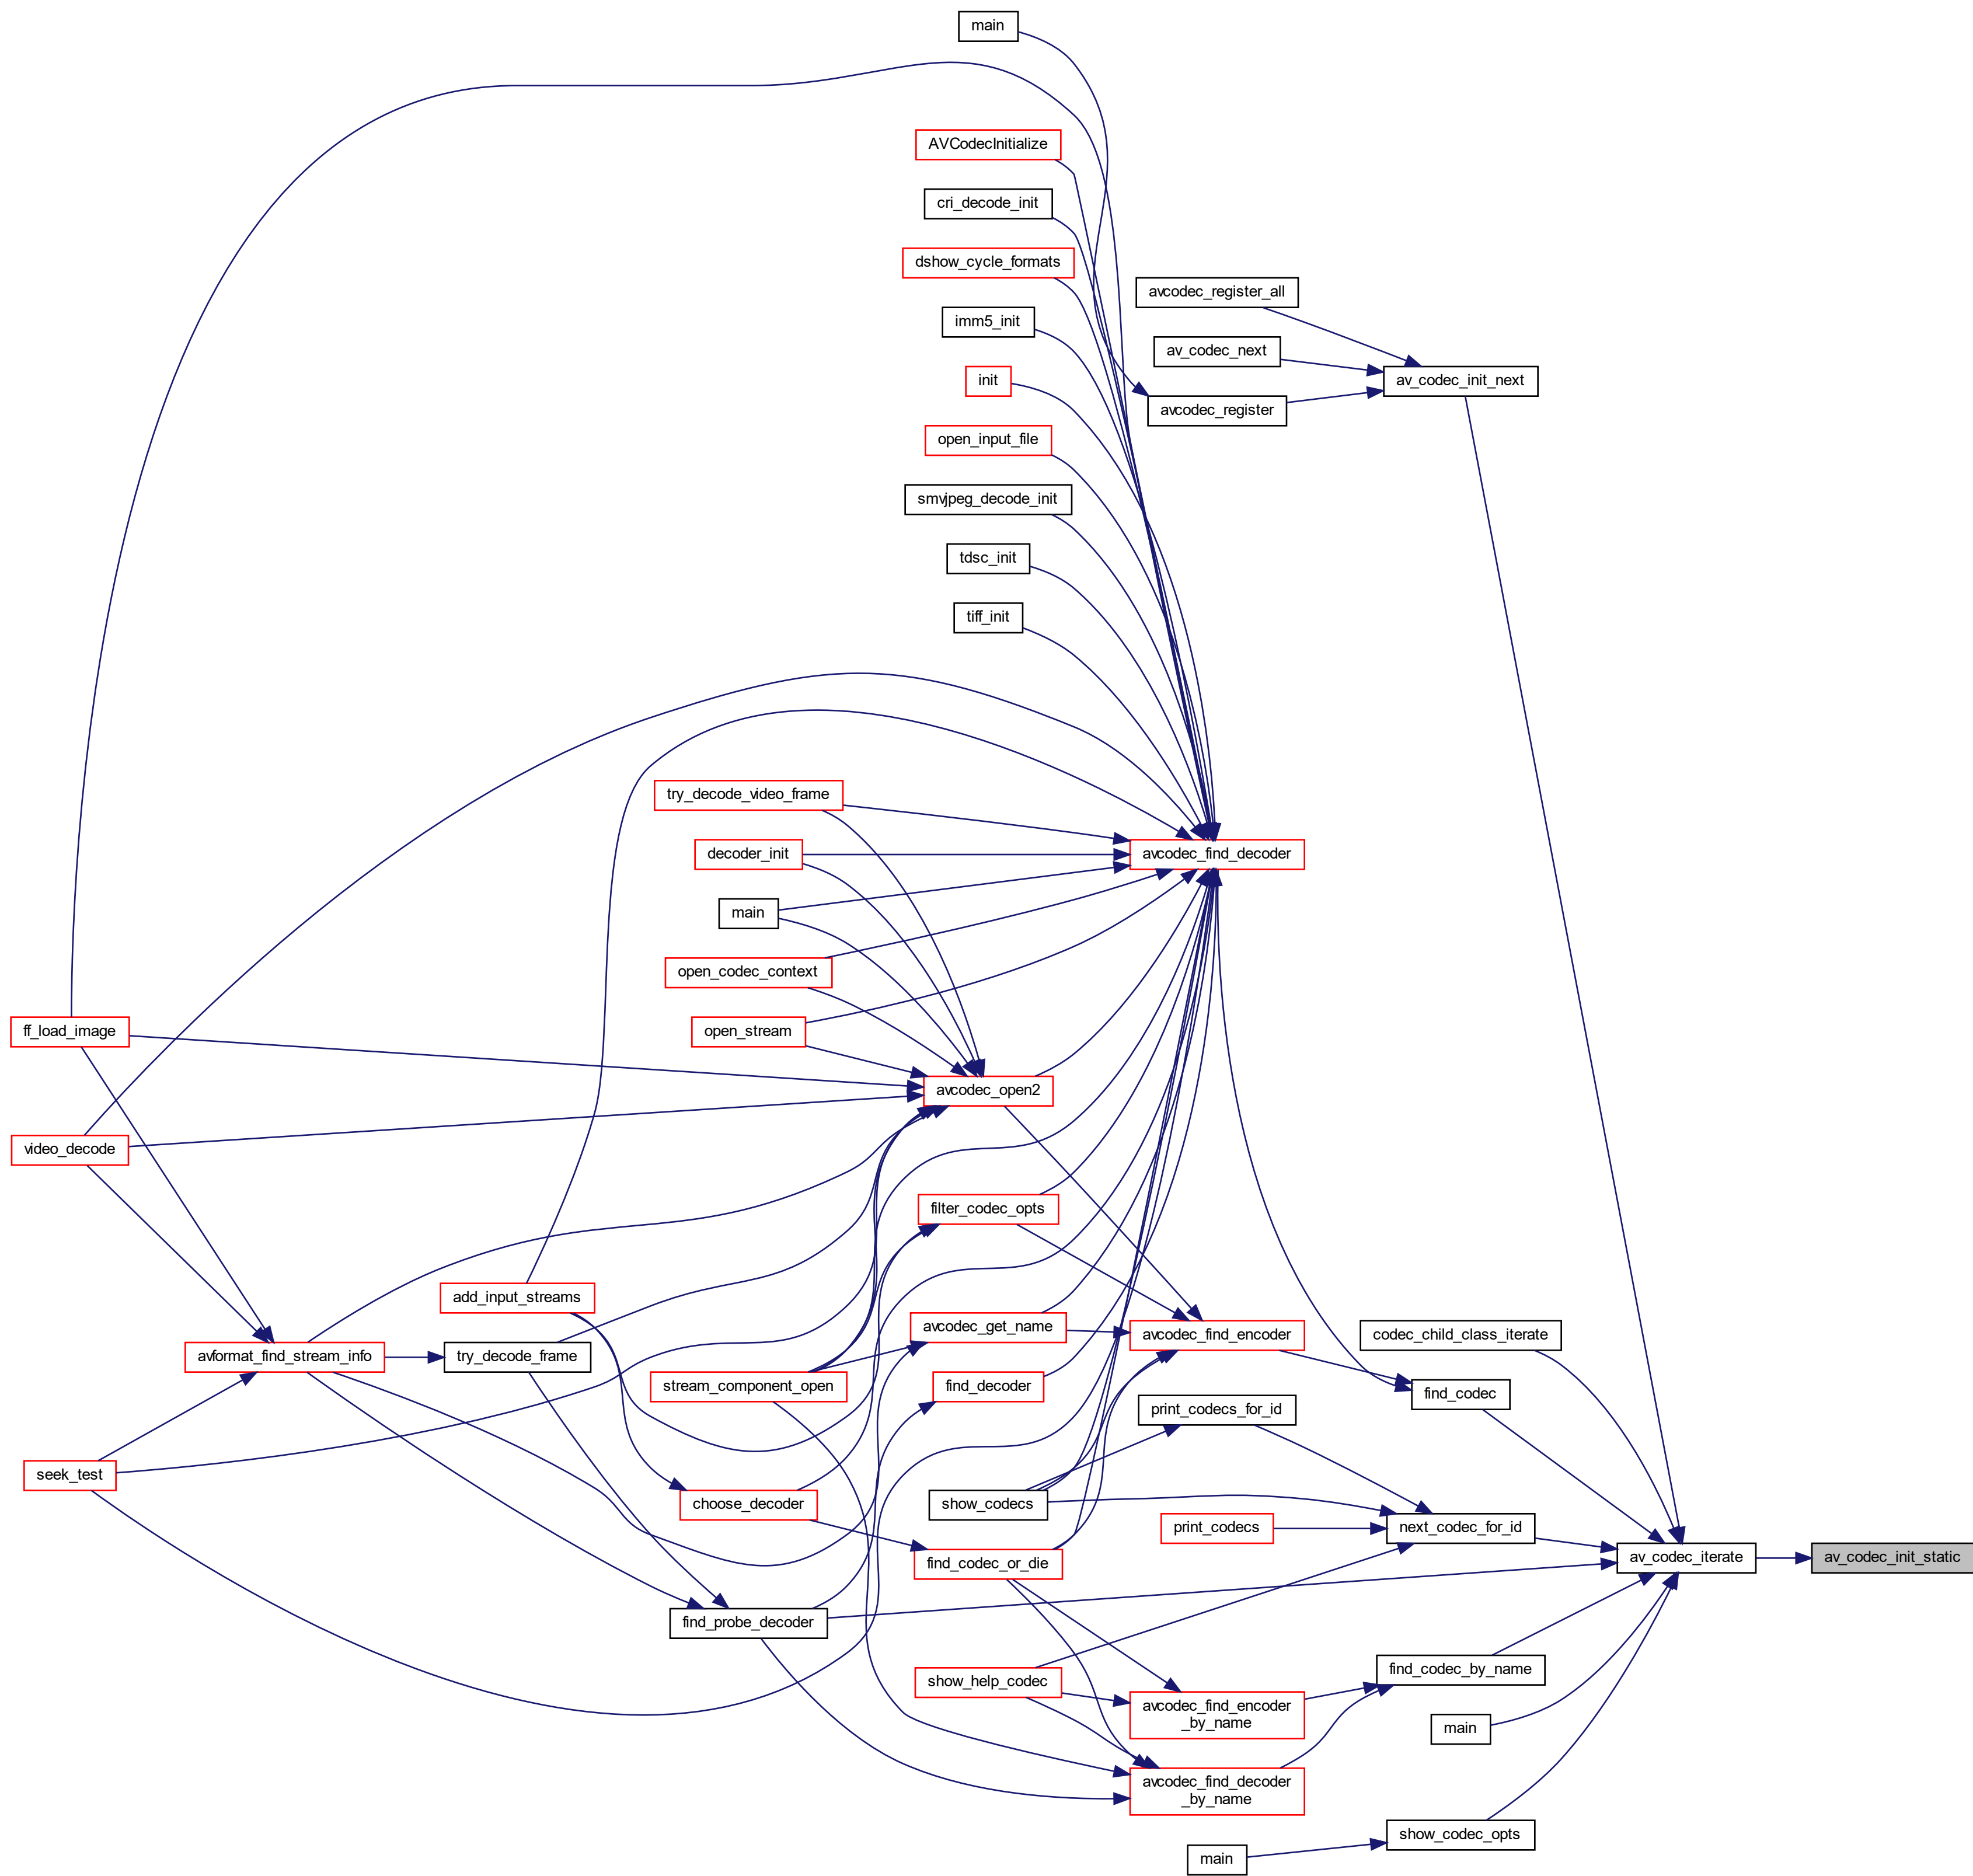 main
AVCodecInitialize
cri_decode_init
dshow_cycle_formats
avcodec_register_all
imm5_init
av_codec_next
init
av_codec_init_next
avcodec_register
open_input_file
smvjpeg_decode_init
tdsc_init
tiff_init
try_decode_video_frame
decoder_init
avcodec_find_decoder
main
open_codec_context
ff_load_image
open_stream
avcodec_open2
video_decode
filter_codec_opts
add_input_streams
avcodec_get_name
avcodec_find_encoder
codec_child_class_iterate
avformat_find_stream_info
try_decode_frame
stream_component_open
find_decoder
find_codec
print_codecs_for_id
seek_test
choose_decoder
show_codecs
print_codecs
next_codec_for_id
find_codec_or_die
av_codec_iterate
av_codec_init_static
find_probe_decoder
show_help_codec
find_codec_by_name
avcodec_find_encoder
_by_name
main
avcodec_find_decoder
_by_name
show_codec_opts
main